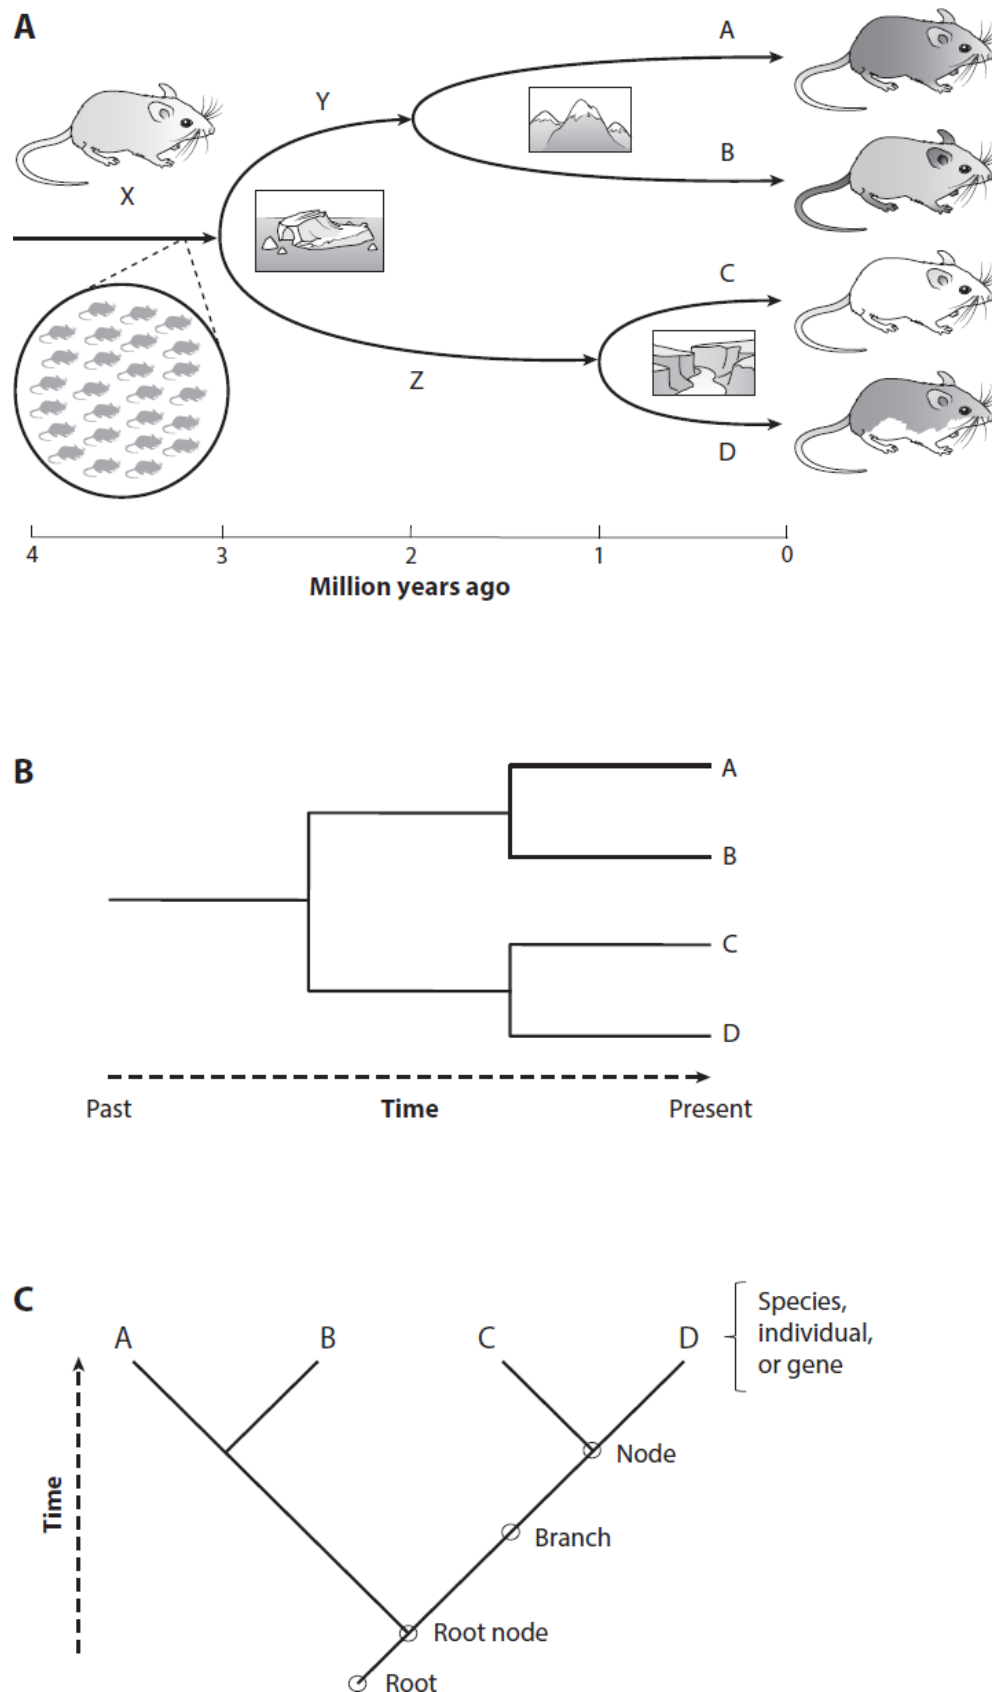 A
A
Y
B
X
C
Z
D
4 3 2 1 0
Million years ago
B
A
B
C
D
Past Time Present
C
A B C D
Species,
individual,
or gene
Node
Time
Branch
Root node
Root